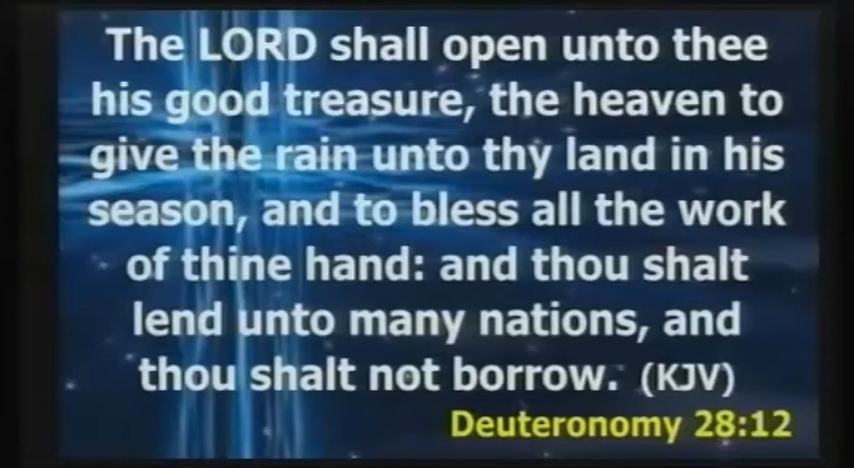 The LORD shall open unto thee
his good treasure, the heaven to
give the rain unto thy land in his
season, and to bless all the work
of thine hand: and thou shalt
lend unto many nations, and
thou shalt not borrow. (KJV)
Deuteronomy 28:12